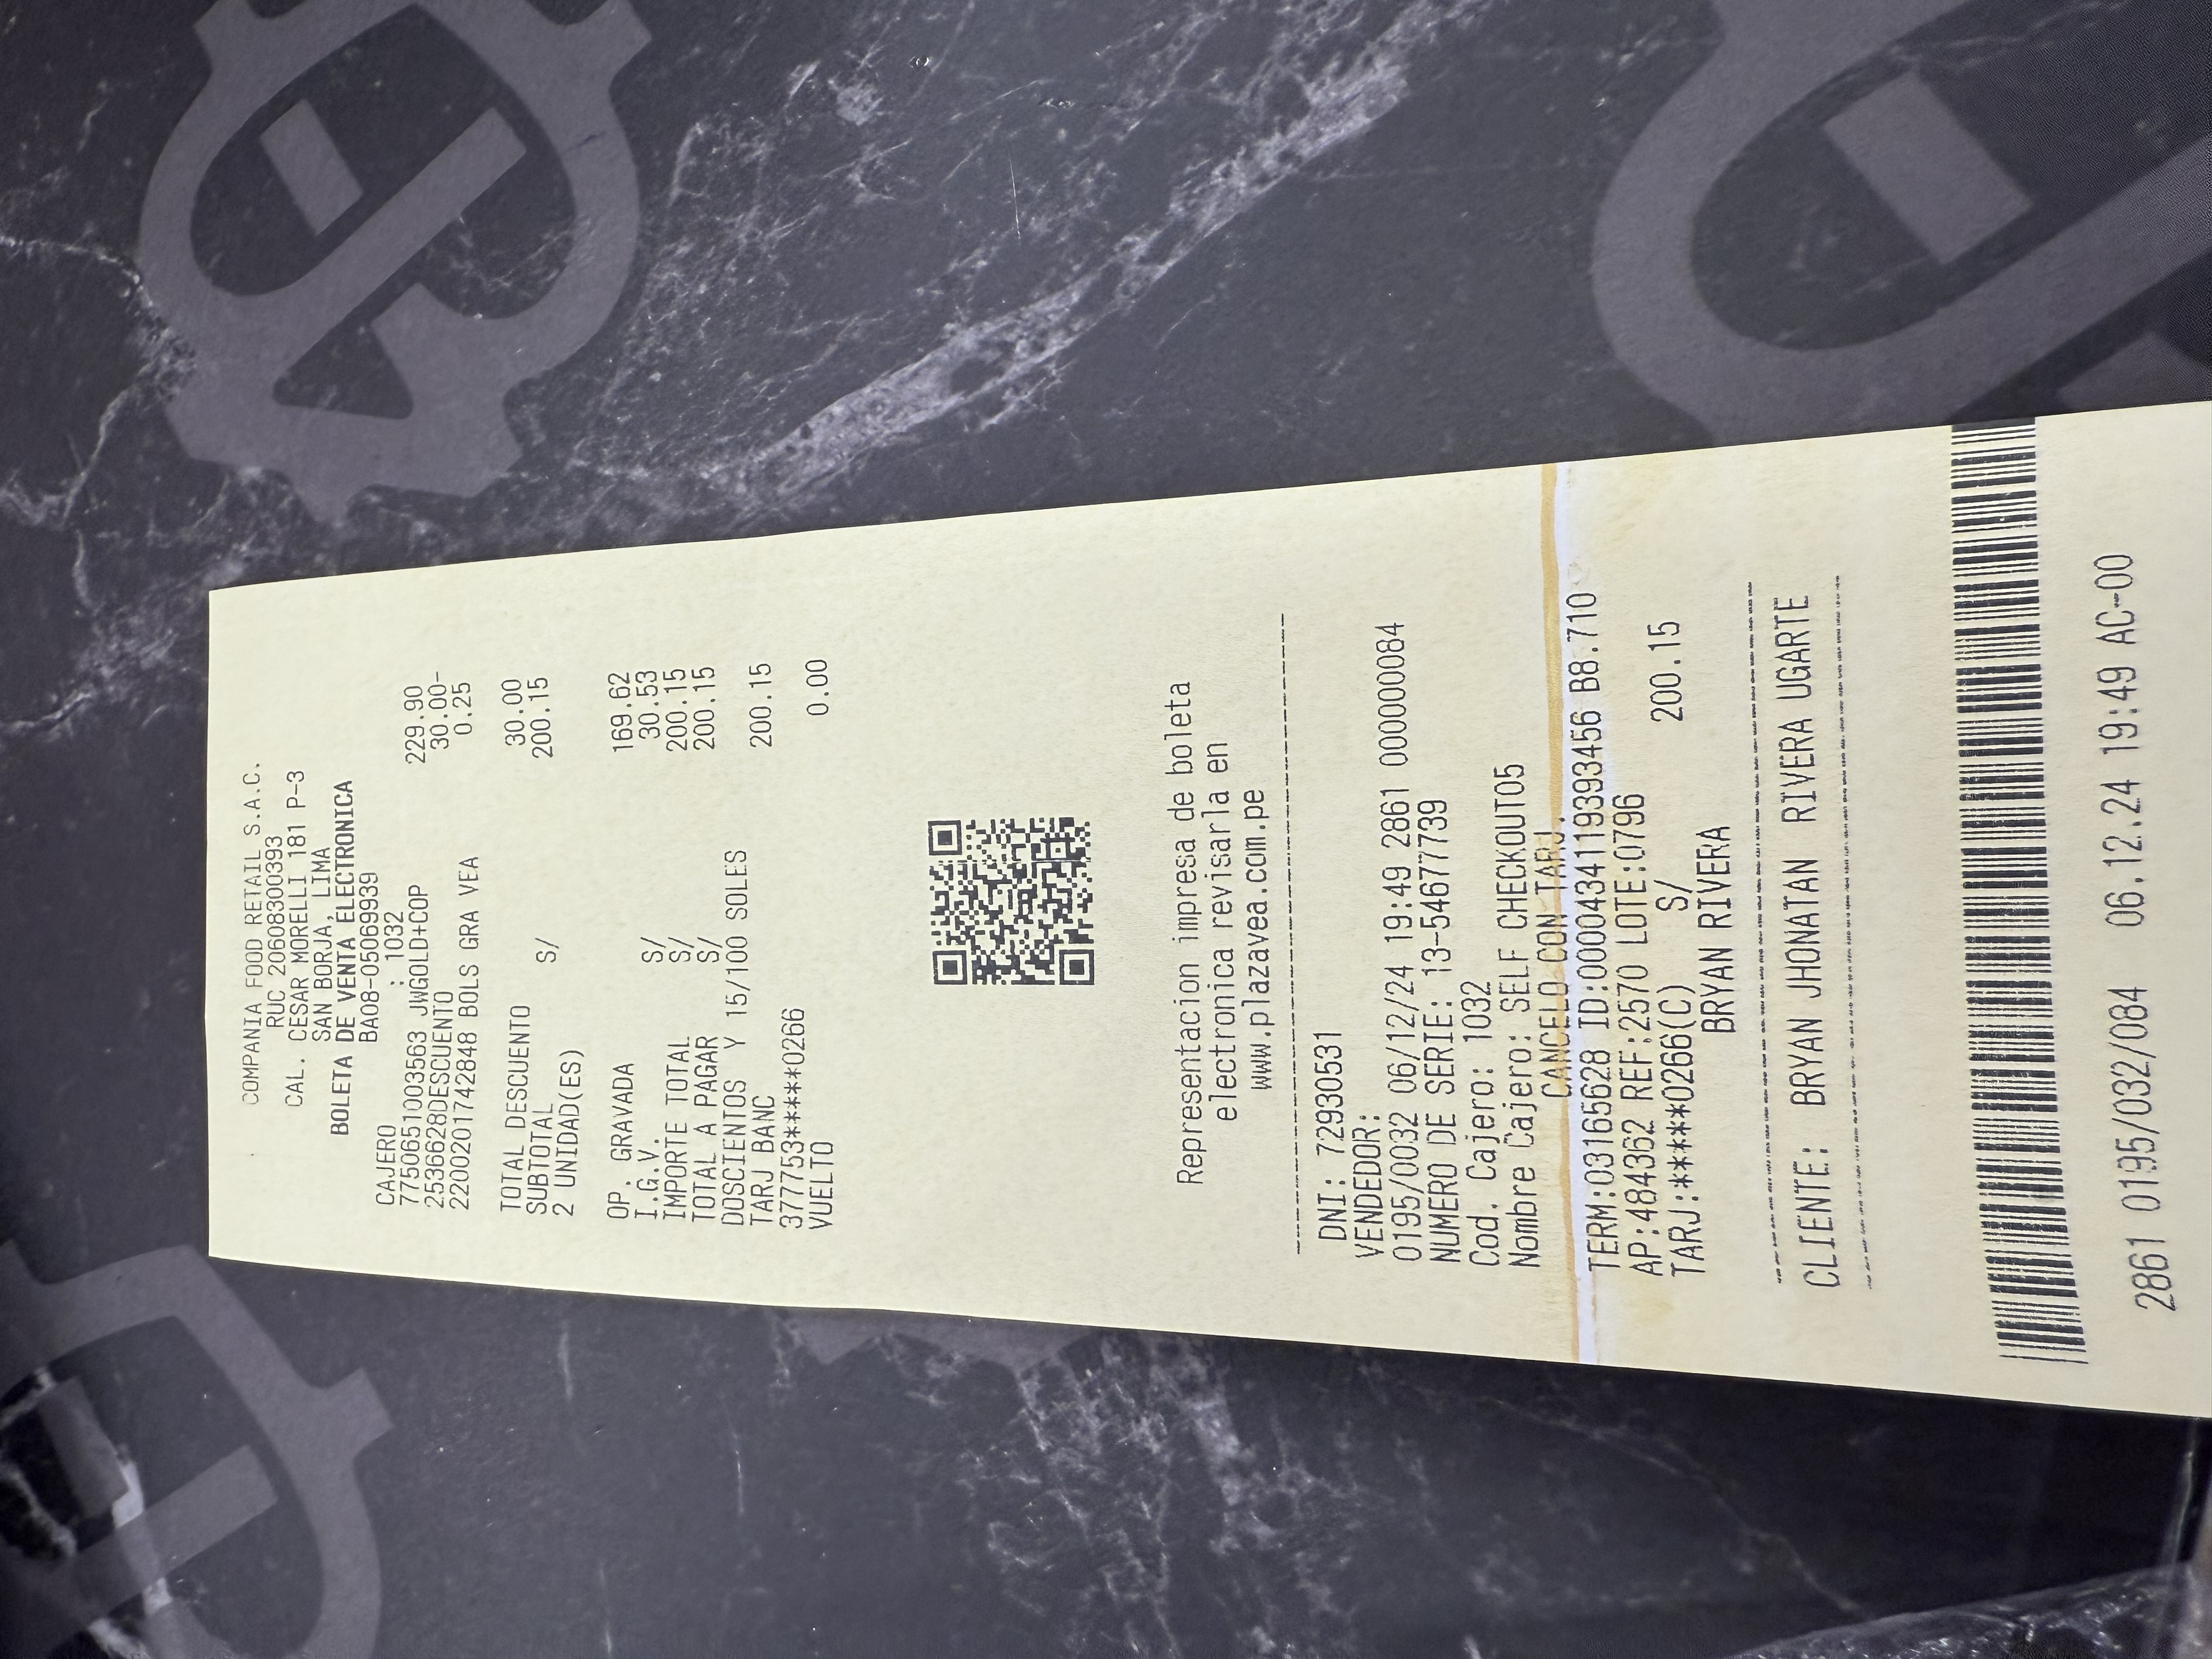 COMPANIA FOOD RETAIL S.A.C.
RUC 20608300393
CAL. CESAR MORELLI 181 P-3
SAN BORJA, LIMA
BOLETA DE VENTA ELECTRONICA
BA08-05069939
CAJERO : 1032
7750651003563 JWGOLD+COP 229.90
2536628DESCUENTO 30.00-
2200201742848 BOLS GRA VEA 0.25
TOTAL DESCUENTO 30.00
SUBTOTAL S/ 200.15
2 UNIDAD(ES)
OP. GRAVADA 169.62
I.G.V. S/ 30.53
IMPORTE TOTAL S/ 200.15
TOTAL A PAGAR S/ 200.15
DOSCIENTOS Y 15/100 SOLES
TARJ BANC 200.15
377753*****0266
VUELTO 0.00
Representacion impresa de boleta
electronica revisarla en
www.plazavea.com.pe
DNI: 72930531
VENDEDOR:
0195/0032 06/12/24 19:49 2861 000000084
NUMERO DE SERIE: 13-54677739
Cod. Cajero: 1032
Nombre Cajero: SELF CHECKOUT05
CANCELO CON TARJ.
TERM:03165628 ID:0000434119393456 B8.710
AP:484362 REF:2570 LOTE:0796
TARJ:*****0266(C) S/ 200.15
BRYAN RIVERA
CLIENTE: BRYAN JHONATAN RIVERA UGARTE
2861 0195/032/084 06.12.24 19:49 AC-00